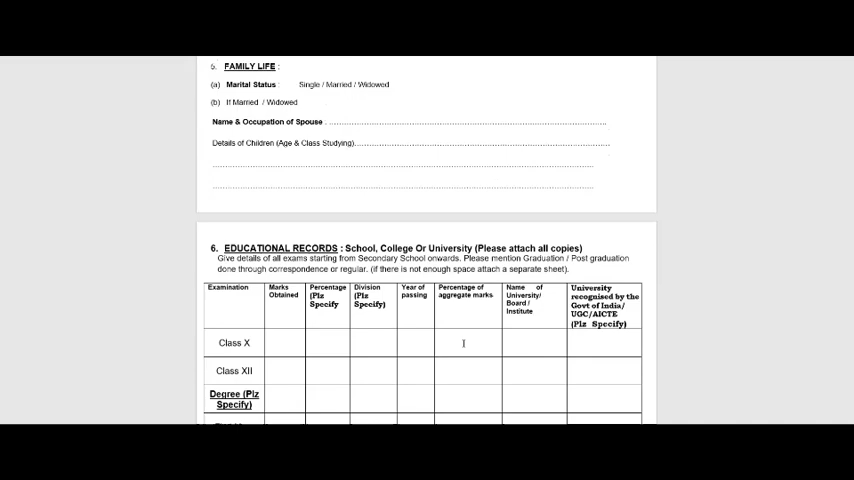 5. FAMILY LIFE :
(a) Marital Status : Single / Married / Widowed
(b) If Married / Widowed
Name & Occupation of Spouse : ........................................................................
Details of Children (Age & Class Studying)........................................................................
........................................................................
........................................................................
6. EDUCATIONAL RECORDS : School, College Or University (Please attach all copies)
Give details of all exams starting from Secondary School onwards. Please mention Graduation / Post graduation
done through correspondence or regular. (if there is not enough space attach a separate sheet).
Examination
Marks
Obtained
Percentage
(Plz
Specify
Division
(Plz
Specify)
Year of
passing
Percentage of
aggregate marks
Name of
University/
Board /
Institute
University
recognised by the
Govt of India/
UGC/AICTE
(Plz Specify)
Class X
Class XII
Degree (Plz
Specify)